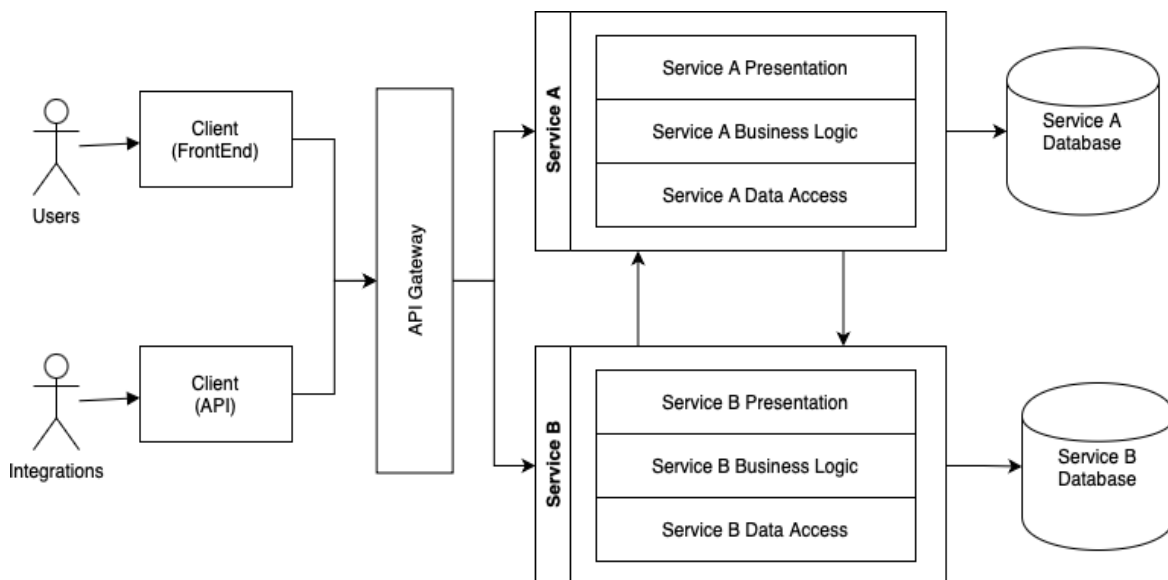 Users
Client
(FrontEnd)
Integrations
Client
(API)
API Gateway
Service A
Service A Presentation
Service A Business Logic
Service A Data Access
Service A
Database
Service B
Service B Presentation
Service B Business Logic
Service B Data Access
Service B
Database